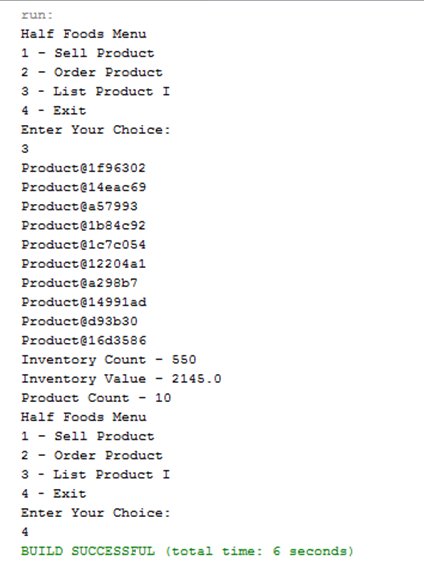 run:
Half Foods Menu
1 - Sell Product
2 - Order Product
3 - List Product I
4 - Exit
Enter Your Choice:
3
Product@1f96302
Product@14eac69
Product@a57993
Product@1b84c92
Product@1c7c054
Product@12204a1
Product@a298b7
Product@14991ad
Product@d93b30
Product@16d3586
Inventory Count - 550
Inventory Value - 2145.0
Product Count - 10
Half Foods Menu
1 - Sell Product
2 - Order Product
3 - List Product I
4 - Exit
Enter Your Choice:
4
BUILD SUCCESSFUL (total time: 6 seconds)